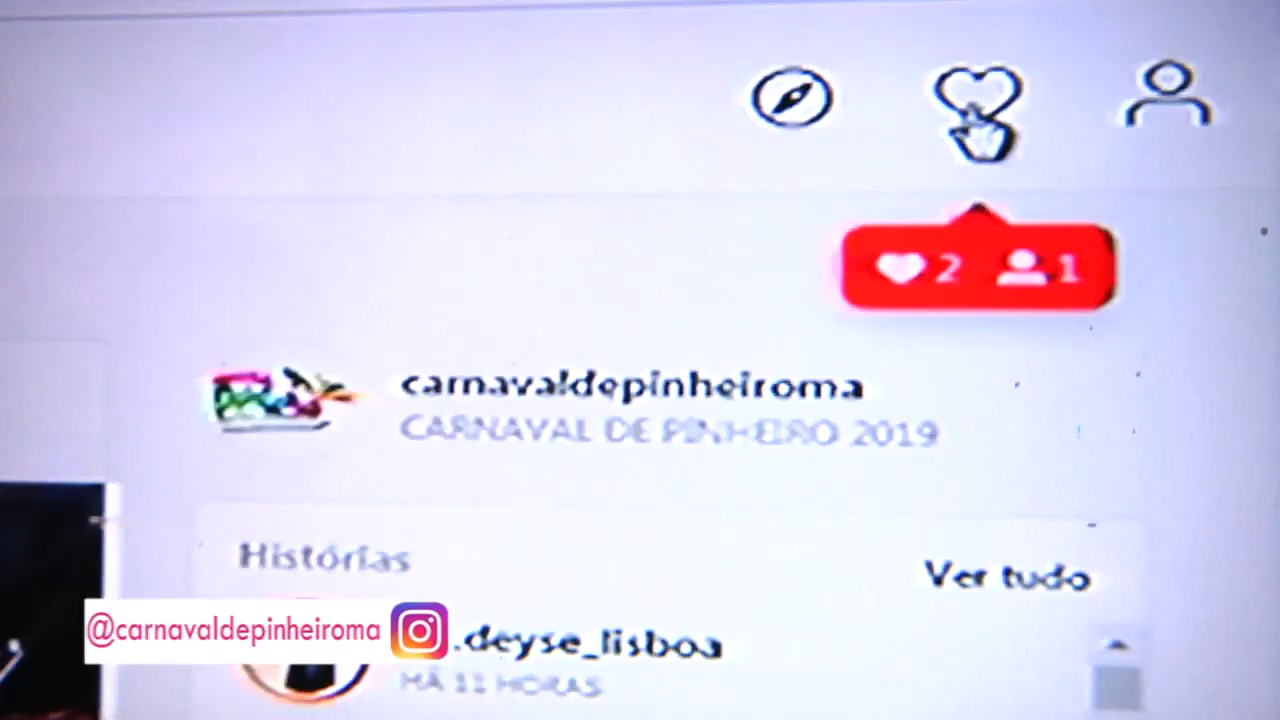 2 1
carnavaldepinheiroma
CARNAVAL DE PINHEIRO 2019
Histórias
Ver tudo
@carnavaldepinheiroma
.deyse_lisboa
HÁ 11 HORAS